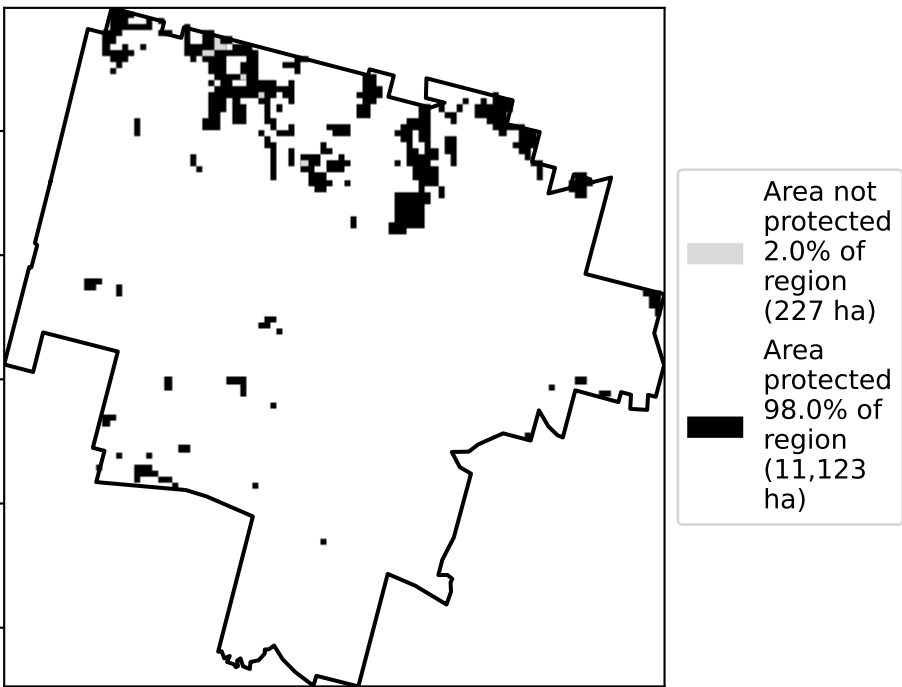 Area not
protected
2.0% of
region
(227 ha)
Area
protected
98.0% of
region
(11,123
ha)